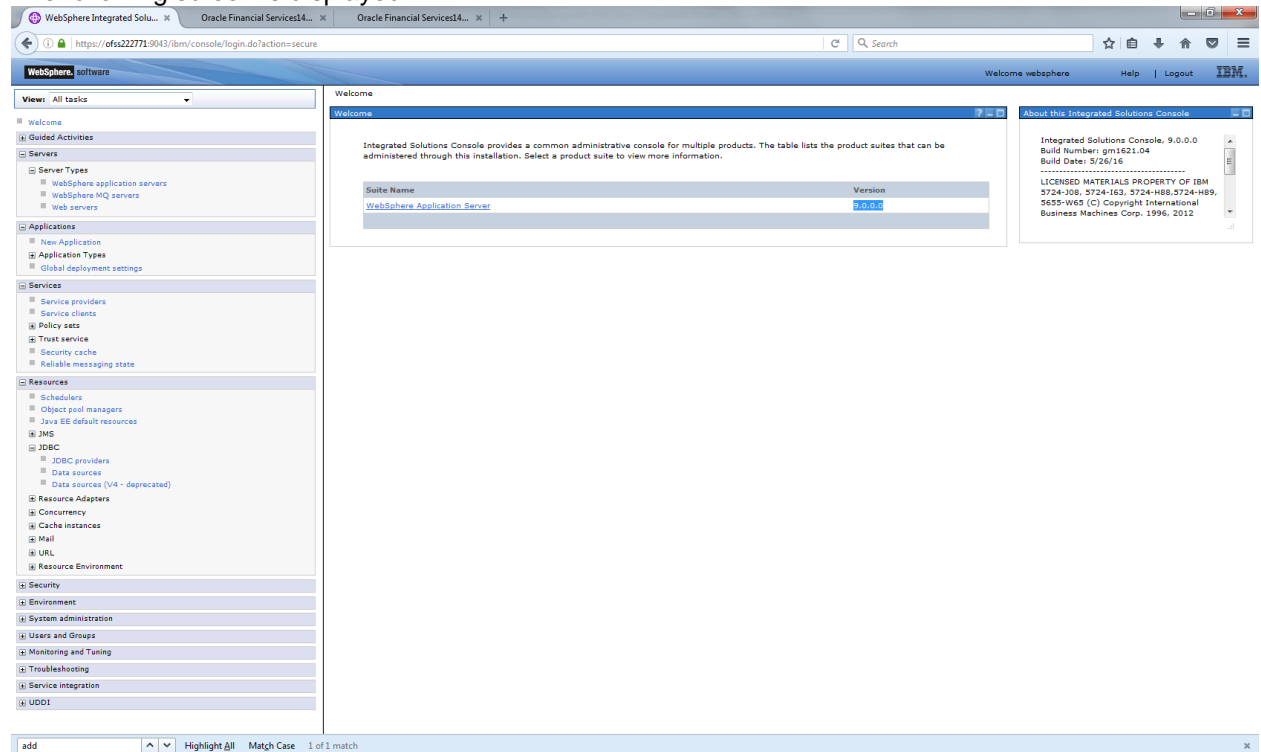 WebSphere Integrated Solu... × Oracle Financial Services14... × Oracle Financial Services14... × +
https://ofss222771:9043/ibm/console/login.do?action=secure Search
WebSphere. software Welcome websphere Help | Logout IBM.
View: All tasks
Welcome
Guided Activities
Servers
Server Types
WebSphere application servers
WebSphere MQ servers
Web servers
Applications
New Application
Application Types
Global deployment settings
Services
Service providers
Service clients
Policy sets
Trust service
Security cache
Reliable messaging state
Resources
Schedulers
Object pool managers
Java EE default resources
JMS
JDBC
JDBC providers
Data sources
Data sources (V4 - deprecated)
Resource Adapters
Concurrency
Cache instances
Mail
URL
Resource Environment
Security
Environment
System administration
Users and Groups
Monitoring and Tuning
Troubleshooting
Service integration
UDDI
Welcome
Welcome
Integrated Solutions Console provides a common administrative console for multiple products. The table lists the product suites that can be
administered through this installation. Select a product suite to view more information.
Suite Name Version
WebSphere Application Server 9.0.0.0
About this Integrated Solutions Console
Integrated Solutions Console, 9.0.0.0
Build Number: gm1621.04
Build Date: 5/26/16
----------------------------------------
LICENSED MATERIALS PROPERTY OF IBM
5724-J08, 5724-I63, 5724-H88,5724-H89,
5655-W65 (C) Copyright International
Business Machines Corp. 1996, 2012
add Highlight All Match Case 1 of 1 match